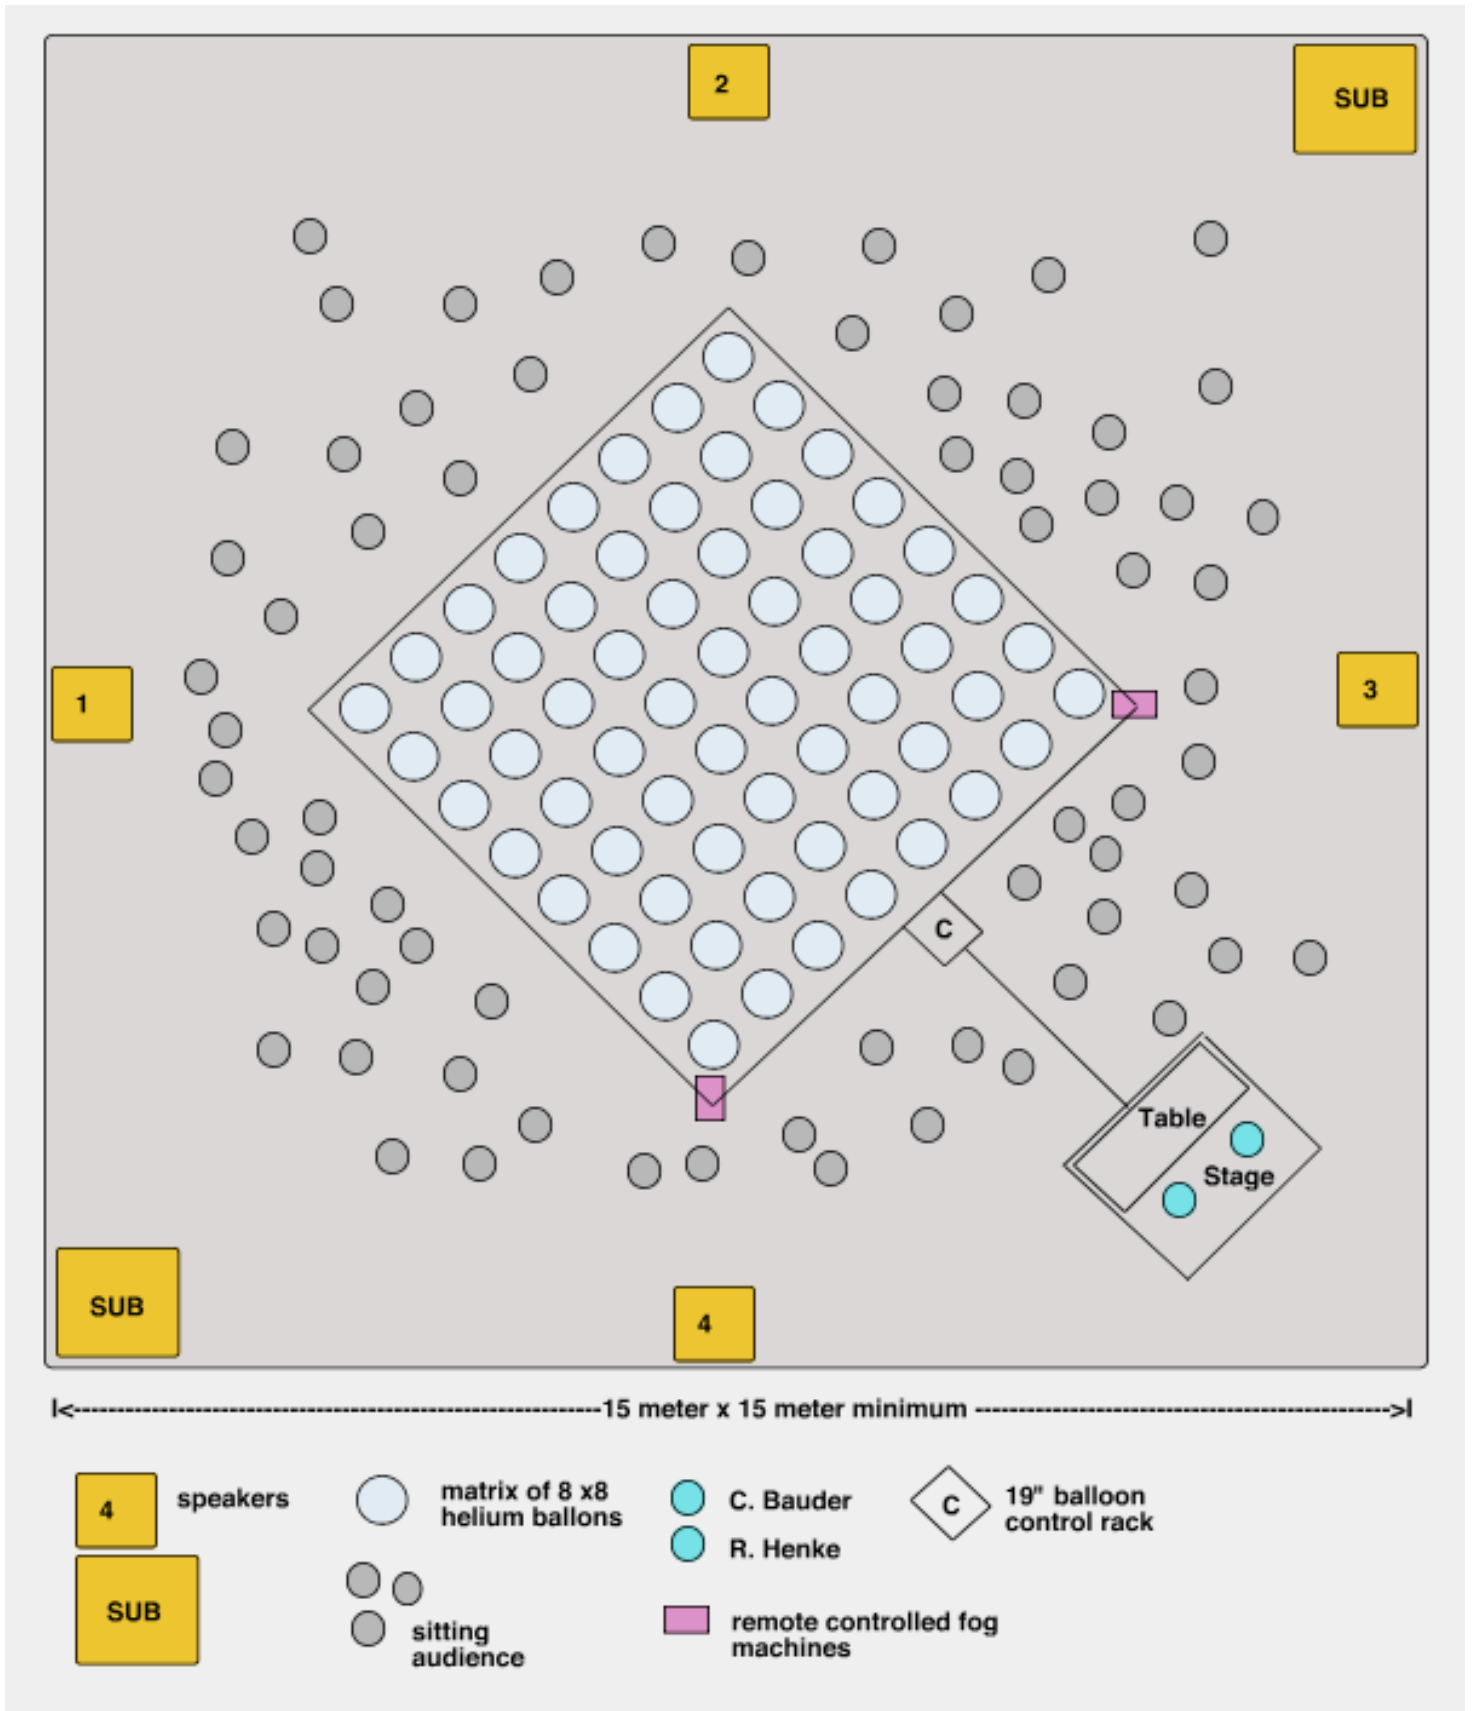 2
SUB
1
3
C
Table
Stage
SUB
4
|<------------------------------------------------------------15 meter x 15 meter minimum ------------------------------------------------>|
4
speakers
matrix of 8 x8
helium ballons
C. Bauder
R. Henke
C
19" balloon
control rack
SUB
sitting
audience
remote controlled fog
machines